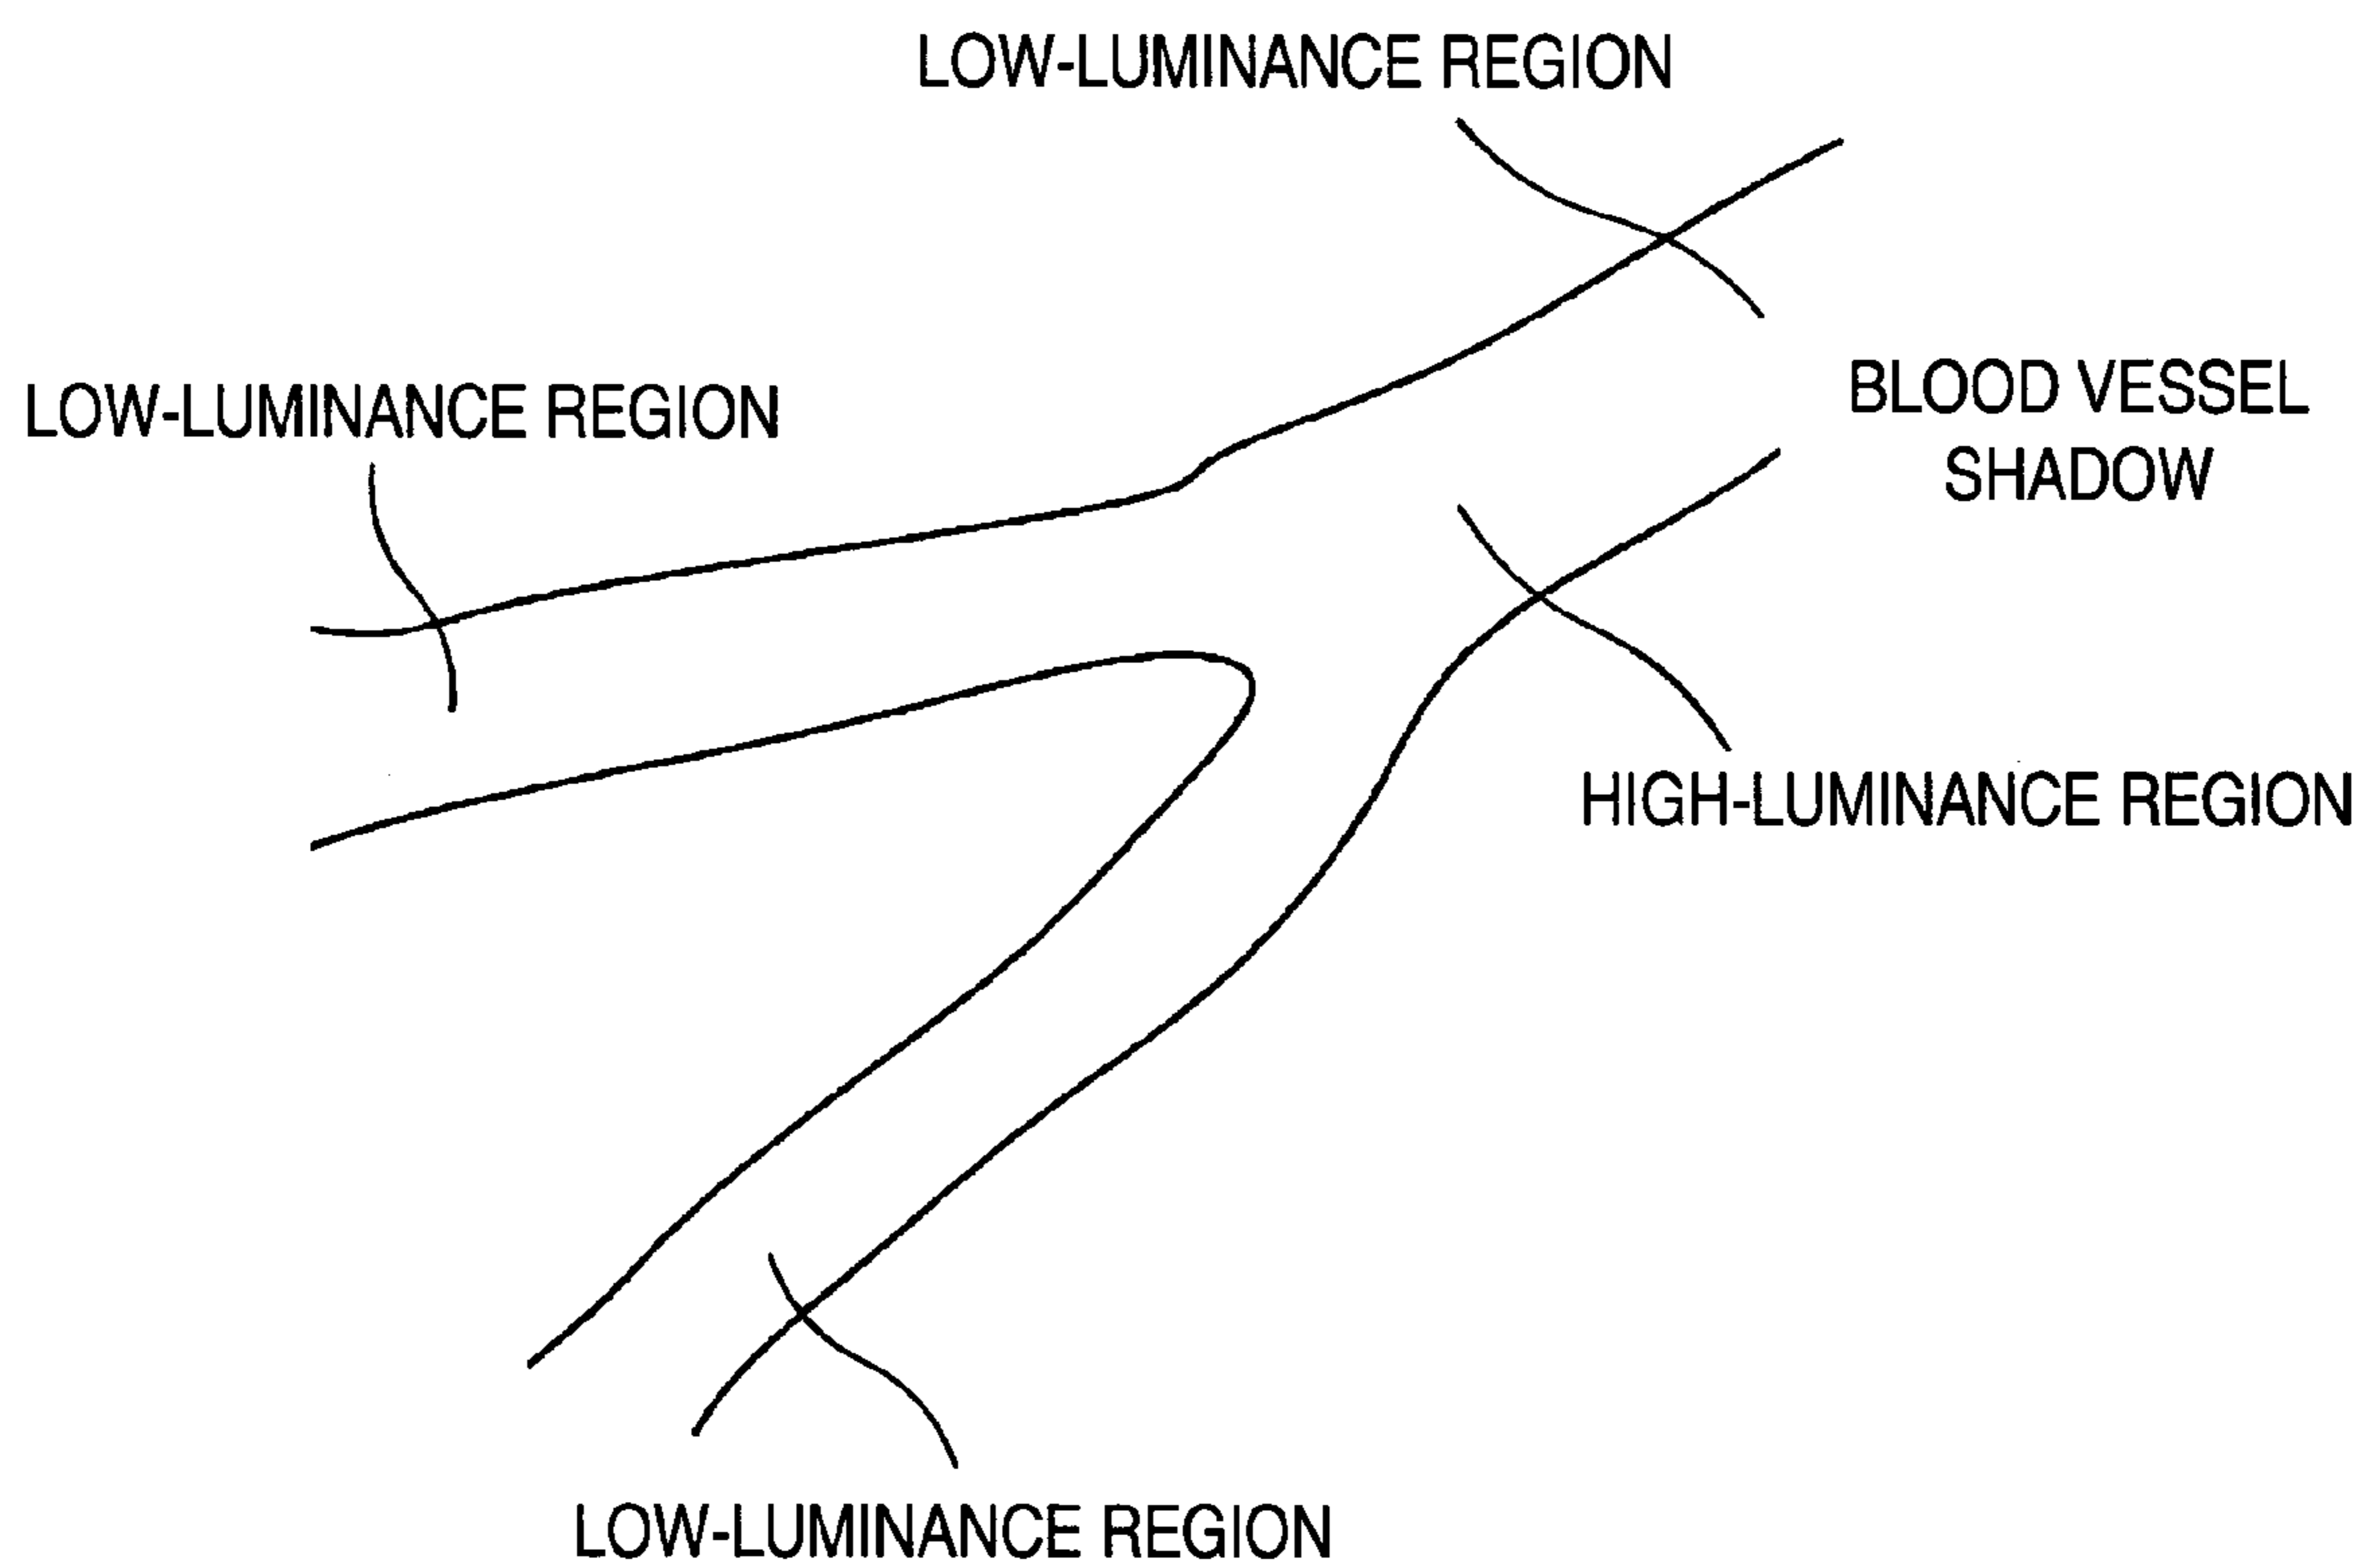 LOW-LUMINANCE REGION
LOW-LUMINANCE REGION
BLOOD VESSEL
SHADOW
HIGH-LUMINANCE REGION
LOW-LUMINANCE REGION